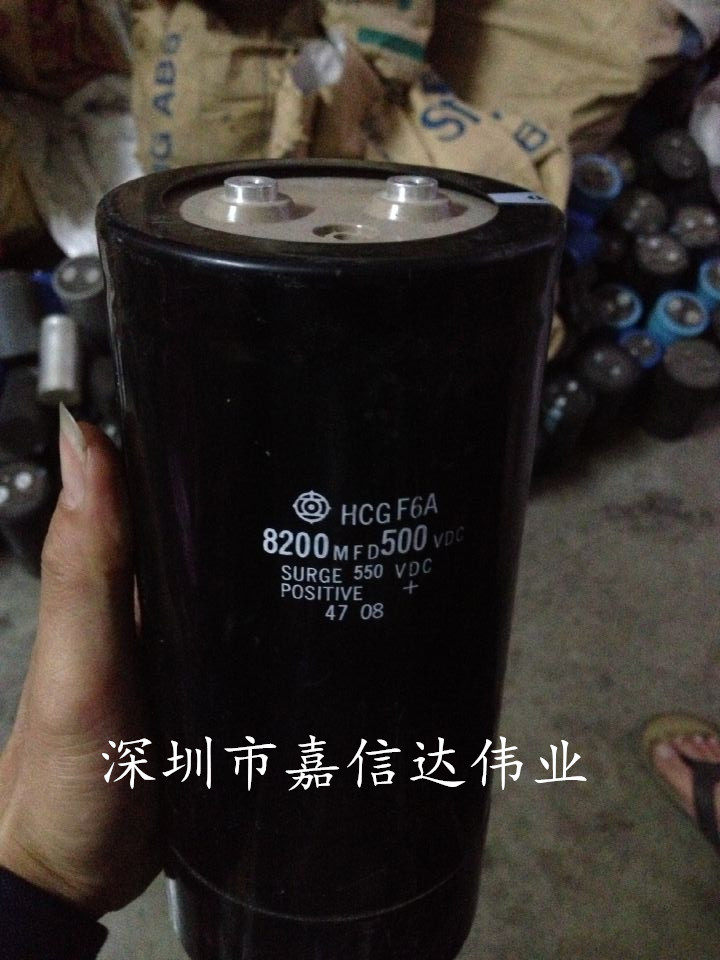 G ABS
HCG F6A
8200 MFD 500 VDC
SURGE 550 VDC
POSITIVE +
47 08
深圳市嘉信达伟业